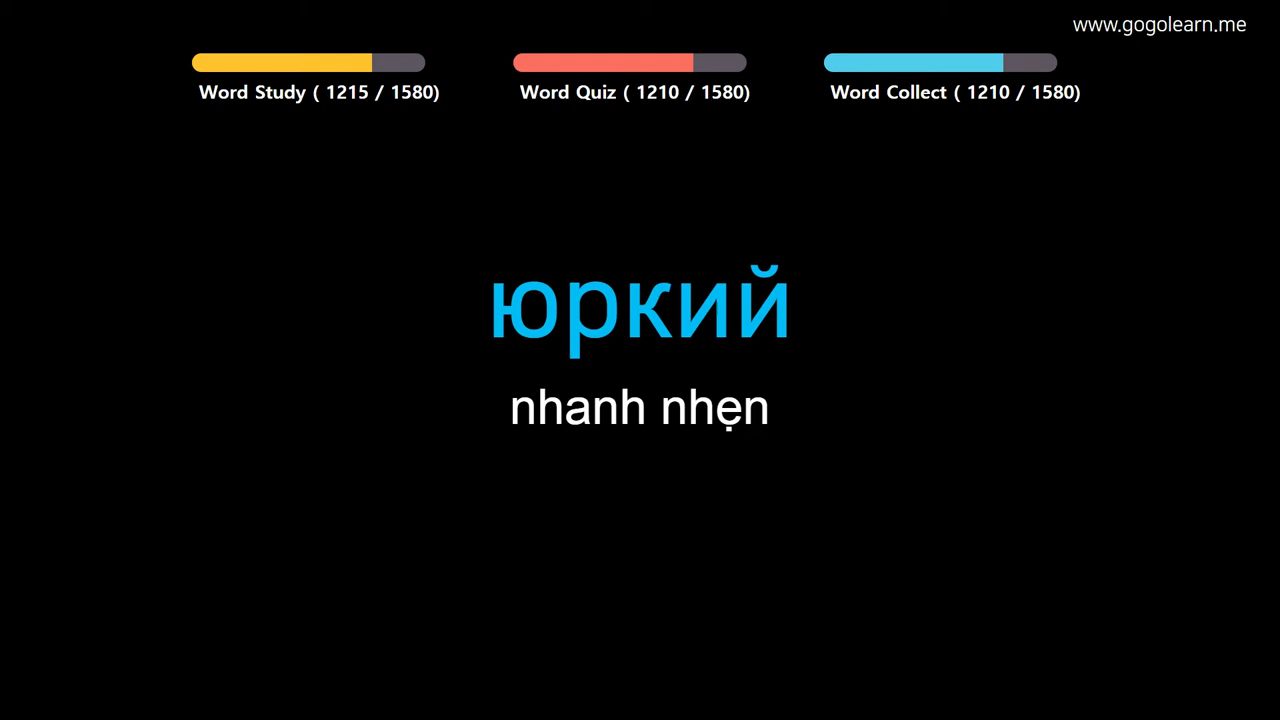 www.gogolearn.me
Word Study ( 1215 / 1580)
Word Quiz ( 1210 / 1580)
Word Collect ( 1210 / 1580)
юркий
nhanh nhẹn